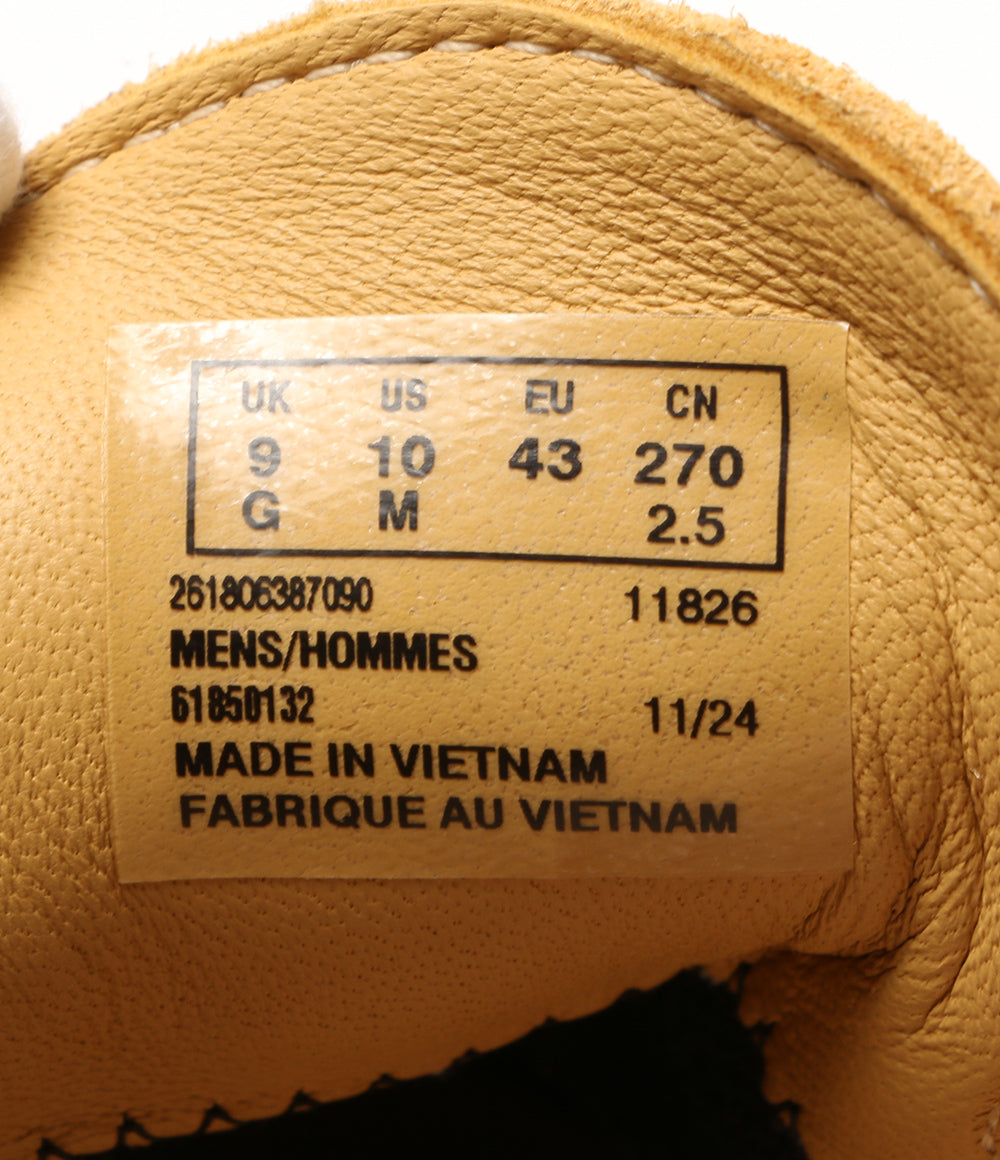 UK US EU CN
9 10 43 270
G M 2.5
261806387090 11826
MENS/HOMMES
61850132 11/24
MADE IN VIETNAM
FABRIQUE AU VIETNAM